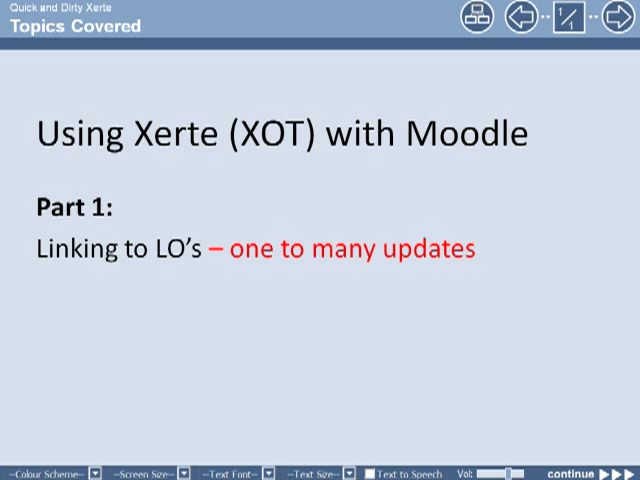 Quick and Dirty Xerte
Topics Covered
1/1
Using Xerte (XOT) with Moodle
Part 1:
Linking to LO’s – one to many updates
--Colour Scheme-- --Screen Size-- --Text Font-- --Text Size-- Text to Speech Vol: continue